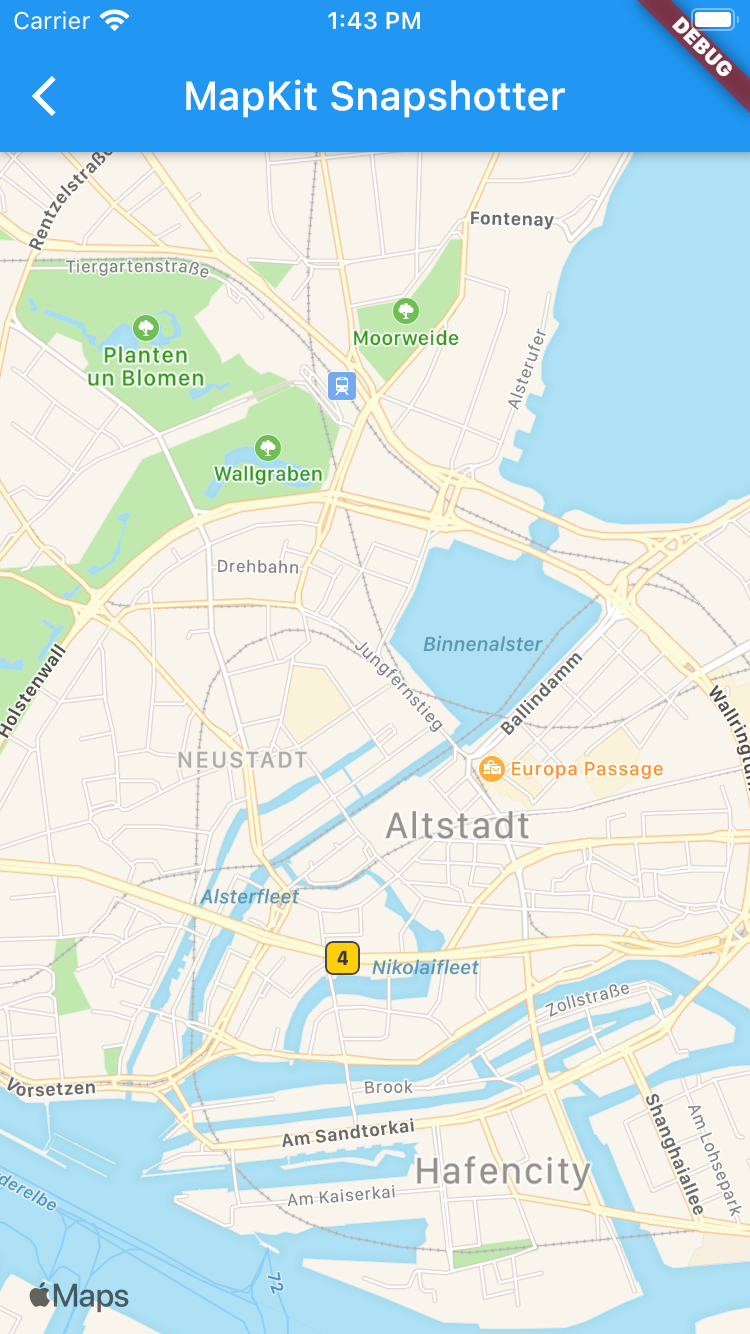 Carrier
1:43 PM
DEBUG
MapKit Snapshotter
Rentzelstraße
Fontenay
Tiergartenstraße
Moorweide
Planten
un Blomen
Alsterufer
Wallgraben
Drehbahn
Binnenalster
Jungfernstieg
Holstenwall
Ballindamm
NEUSTADT
Europa Passage
Altstadt
Alsterfleet
4
Nikolaifleet
Zollstraße
Vorsetzen
Brook
Am Sandtorkai
Shanghaiallee
Am Lohsepark
Hafencity
Am Kaiserkai
72
Maps